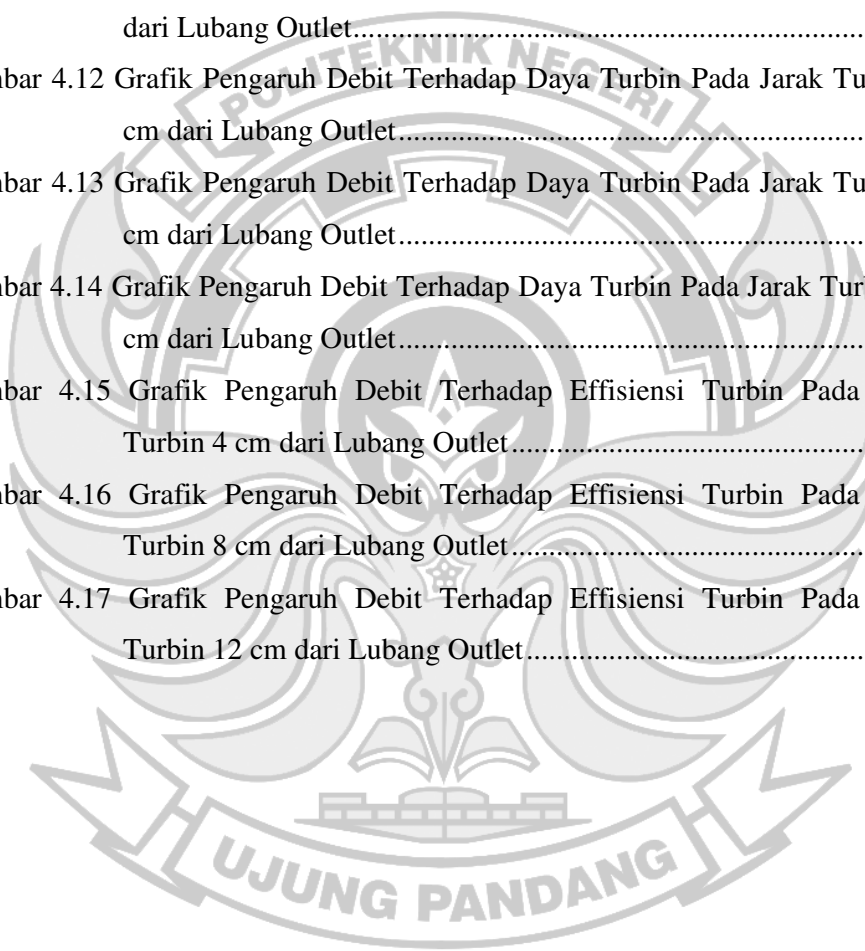 dari Lubang Outlet
bar 4.12 Grafik Pengaruh Debit Terhadap Daya Turbin Pada Jarak Tu
cm dari Lubang Outlet
bar 4.13 Grafik Pengaruh Debit Terhadap Daya Turbin Pada Jarak Tu
cm dari Lubang Outlet
bar 4.14 Grafik Pengaruh Debit Terhadap Daya Turbin Pada Jarak Tur
cm dari Lubang Outlet
bar 4.15 Grafik Pengaruh Debit Terhadap Effisiensi Turbin Pada
Turbin 4 cm dari Lubang Outlet
bar 4.16 Grafik Pengaruh Debit Terhadap Effisiensi Turbin Pada
Turbin 8 cm dari Lubang Outlet
bar 4.17 Grafik Pengaruh Debit Terhadap Effisiensi Turbin Pada
Turbin 12 cm dari Lubang Outlet
POLITEKNIK NEGERI
UJUNG PANDANG